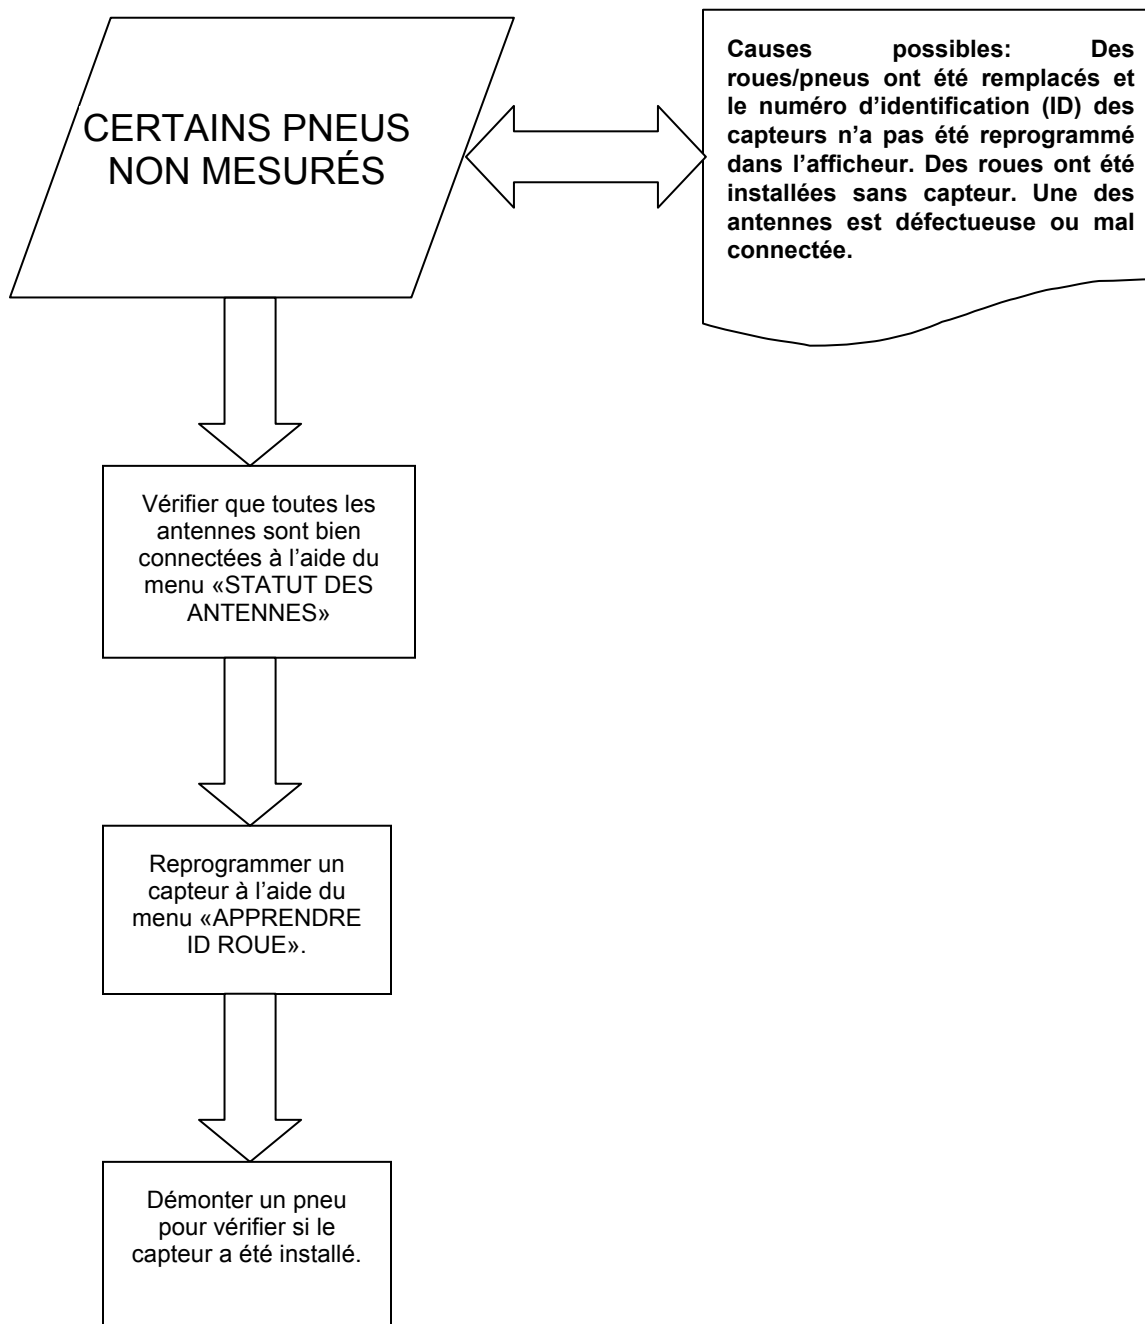 CERTAINS PNEUS
NON MESURÉS
Causes possibles: Des
roues/pneus ont été remplacés et
le numéro d’identification (ID) des
capteurs n’a pas été reprogrammé
dans l’afficheur. Des roues ont été
installées sans capteur. Une des
antennes est défectueuse ou mal
connectée.
Vérifier que toutes les
antennes sont bien
connectées à l’aide du
menu «STATUT DES
ANTENNES»
Reprogrammer un
capteur à l’aide du
menu «APPRENDRE
ID ROUE».
Démonter un pneu
pour vérifier si le
capteur a été installé.